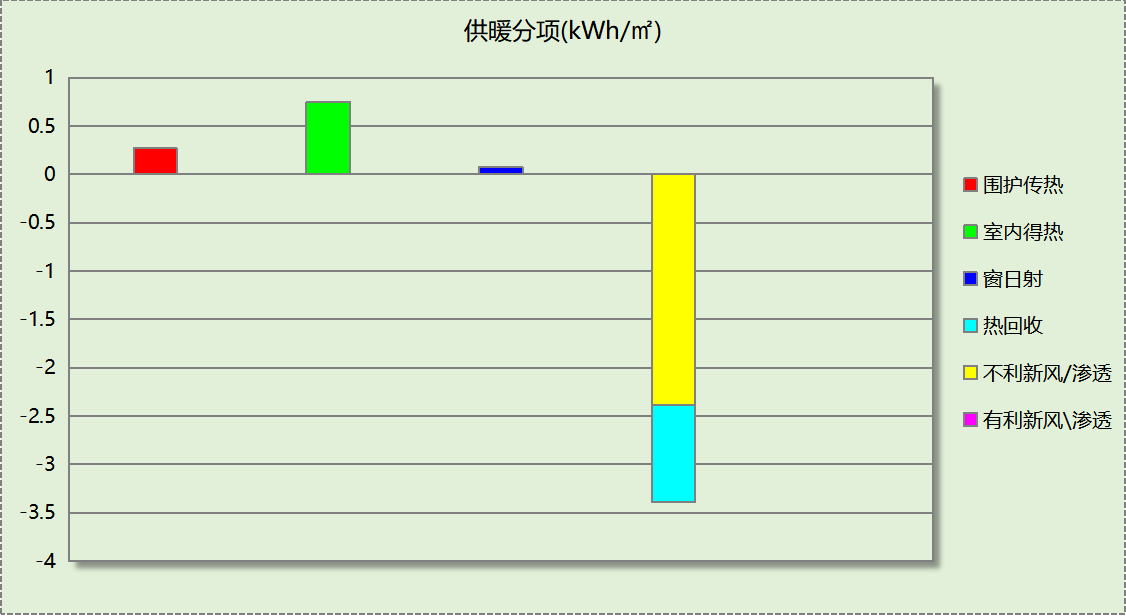 供暖分项(kWh/㎡)
1
0.5
0
-0.5
-1
-1.5
-2
-2.5
-3
-3.5
-4
围护传热
室内得热
窗日射
热回收
不利新风/渗透
有利新风\渗透